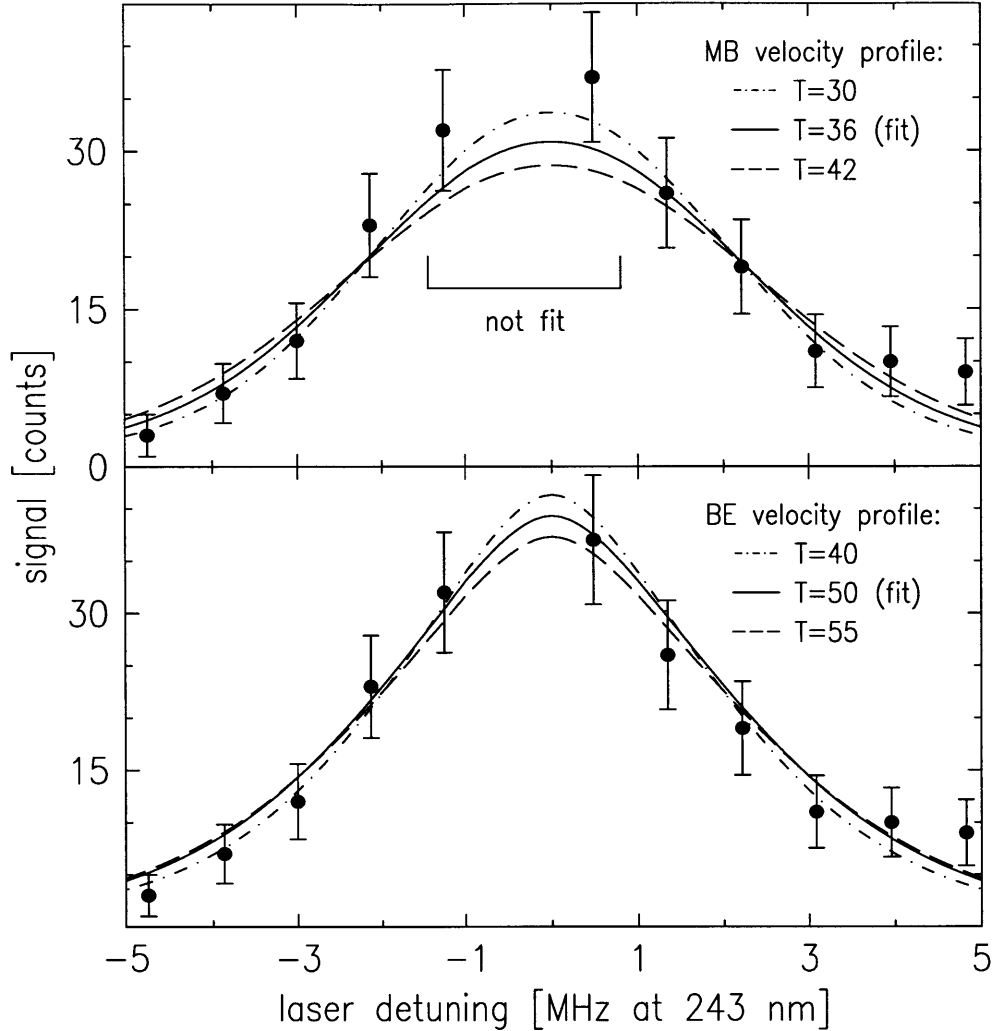 MB velocity profile:
T=30
T=36 (fit)
T=42
30
15
0
not fit
signal [counts]
BE velocity profile:
T=40
T=50 (fit)
T=55
30
15
-5 -3 -1 1 3 5
laser detuning [MHz at 243 nm]